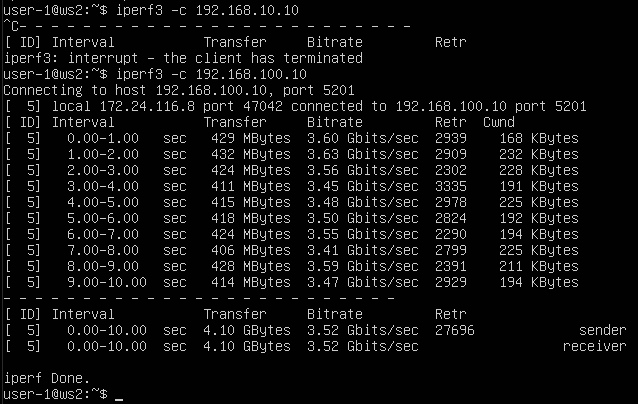 user-1@ws2:~$ iperf3 -c 192.168.10.10
^C- - - - - - - - - - - - - - - - - - - - - - - - -
[ ID] Interval           Transfer     Bitrate         Retr
iperf3: interrupt - the client has terminated
user-1@ws2:~$ iperf3 -c 192.168.100.10
Connecting to host 192.168.100.10, port 5201
[  5] local 172.24.116.8 port 47042 connected to 192.168.100.10 port 5201
[ ID] Interval           Transfer     Bitrate         Retr  Cwnd
[  5]   0.00-1.00   sec   429 MBytes  3.60 Gbits/sec  2939    168 KBytes
[  5]   1.00-2.00   sec   432 MBytes  3.63 Gbits/sec  2909    232 KBytes
[  5]   2.00-3.00   sec   424 MBytes  3.56 Gbits/sec  2302    228 KBytes
[  5]   3.00-4.00   sec   411 MBytes  3.45 Gbits/sec  3335    191 KBytes
[  5]   4.00-5.00   sec   415 MBytes  3.48 Gbits/sec  2978    225 KBytes
[  5]   5.00-6.00   sec   418 MBytes  3.50 Gbits/sec  2824    192 KBytes
[  5]   6.00-7.00   sec   424 MBytes  3.55 Gbits/sec  2290    194 KBytes
[  5]   7.00-8.00   sec   406 MBytes  3.41 Gbits/sec  2799    225 KBytes
[  5]   8.00-9.00   sec   428 MBytes  3.59 Gbits/sec  2391    211 KBytes
[  5]   9.00-10.00  sec   414 MBytes  3.47 Gbits/sec  2929    194 KBytes
- - - - - - - - - - - - - - - - - - - - - - - - -
[ ID] Interval           Transfer     Bitrate         Retr
[  5]   0.00-10.00  sec  4.10 GBytes  3.52 Gbits/sec  27696             sender
[  5]   0.00-10.00  sec  4.10 GBytes  3.52 Gbits/sec                  receiver
iperf Done.
user-1@ws2:~$ _